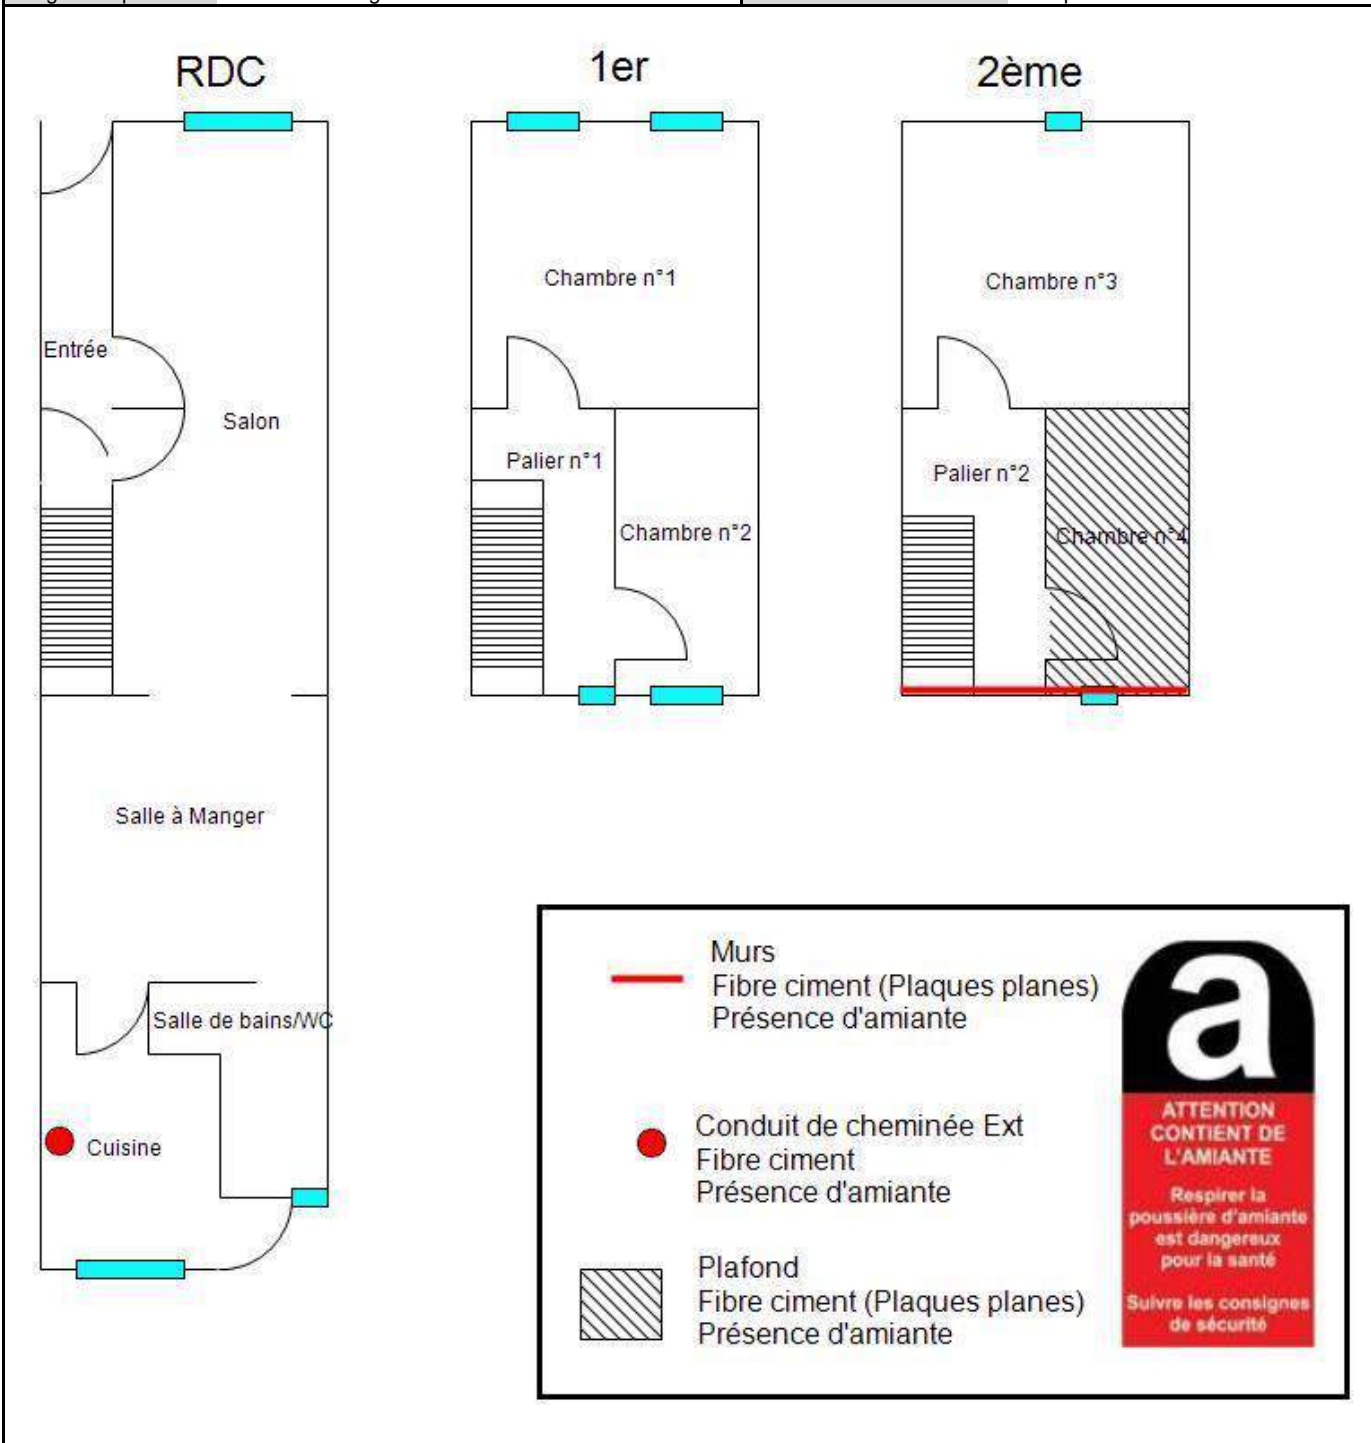 RDC
1er
2ème
Chambre n°1
Chambre n°3
Entrée
Salon
Palier n°1
Palier n°2
Chambre n°2
Chambre n°4
Salle à Manger
Salle de bains/WC
Cuisine
Murs
Fibre ciment (Plaques planes)
Présence d'amiante
Conduit de cheminée Ext
Fibre ciment
Présence d'amiante
Plafond
Fibre ciment (Plaques planes)
Présence d'amiante
a
ATTENTION
CONTIENT DE
L'AMIANTE
Respirer la
poussière d'amiante
est dangereux
pour la santé
Suivre les consignes
de sécurité